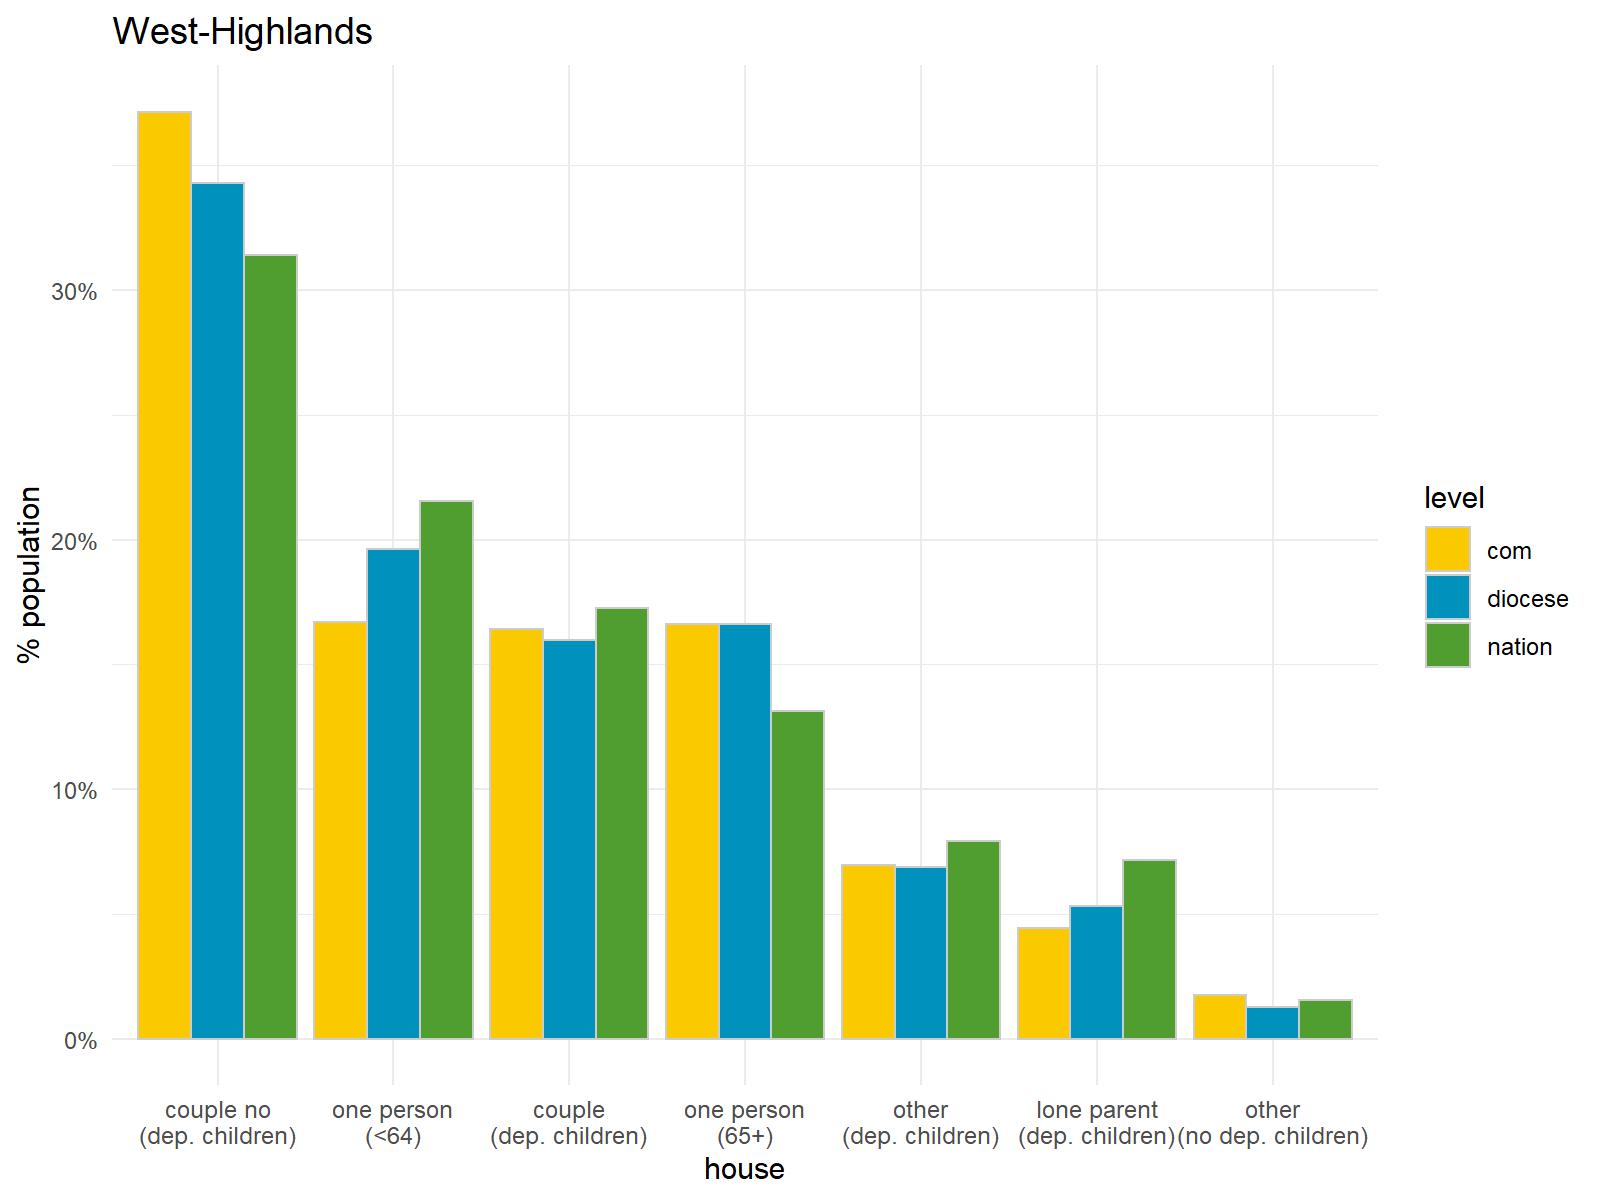 West-Highlands
% population
30%
20%
10%
0%
couple no
(dep. children)
one person
(<64)
couple
(dep. children)
one person
(65+)
other
(dep. children)
lone parent
(dep. children)
other
(no dep. children)
house
level
com
diocese
nation